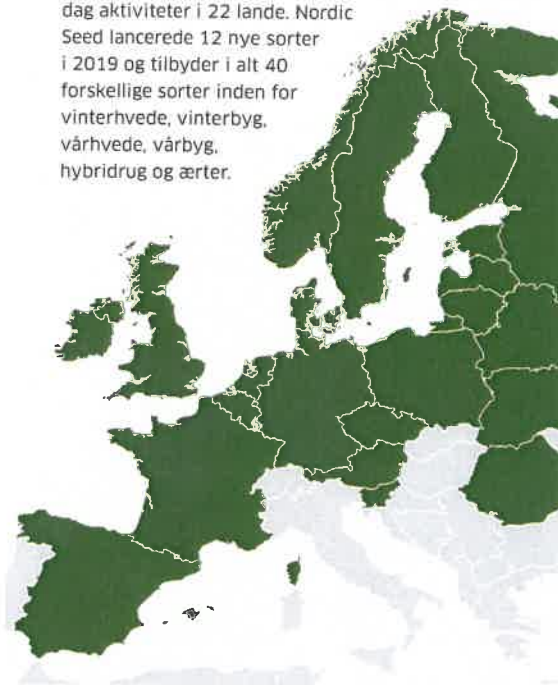 dag aktiviteter i 22 lande. Nordic
Seed lancerede 12 nye sorter
i 2019 og tilbyder i alt 40
forskellige sorter inden for
vinterhvede, vinterbyg,
vårhvede, vårbyg,
hybridrug og ærter.